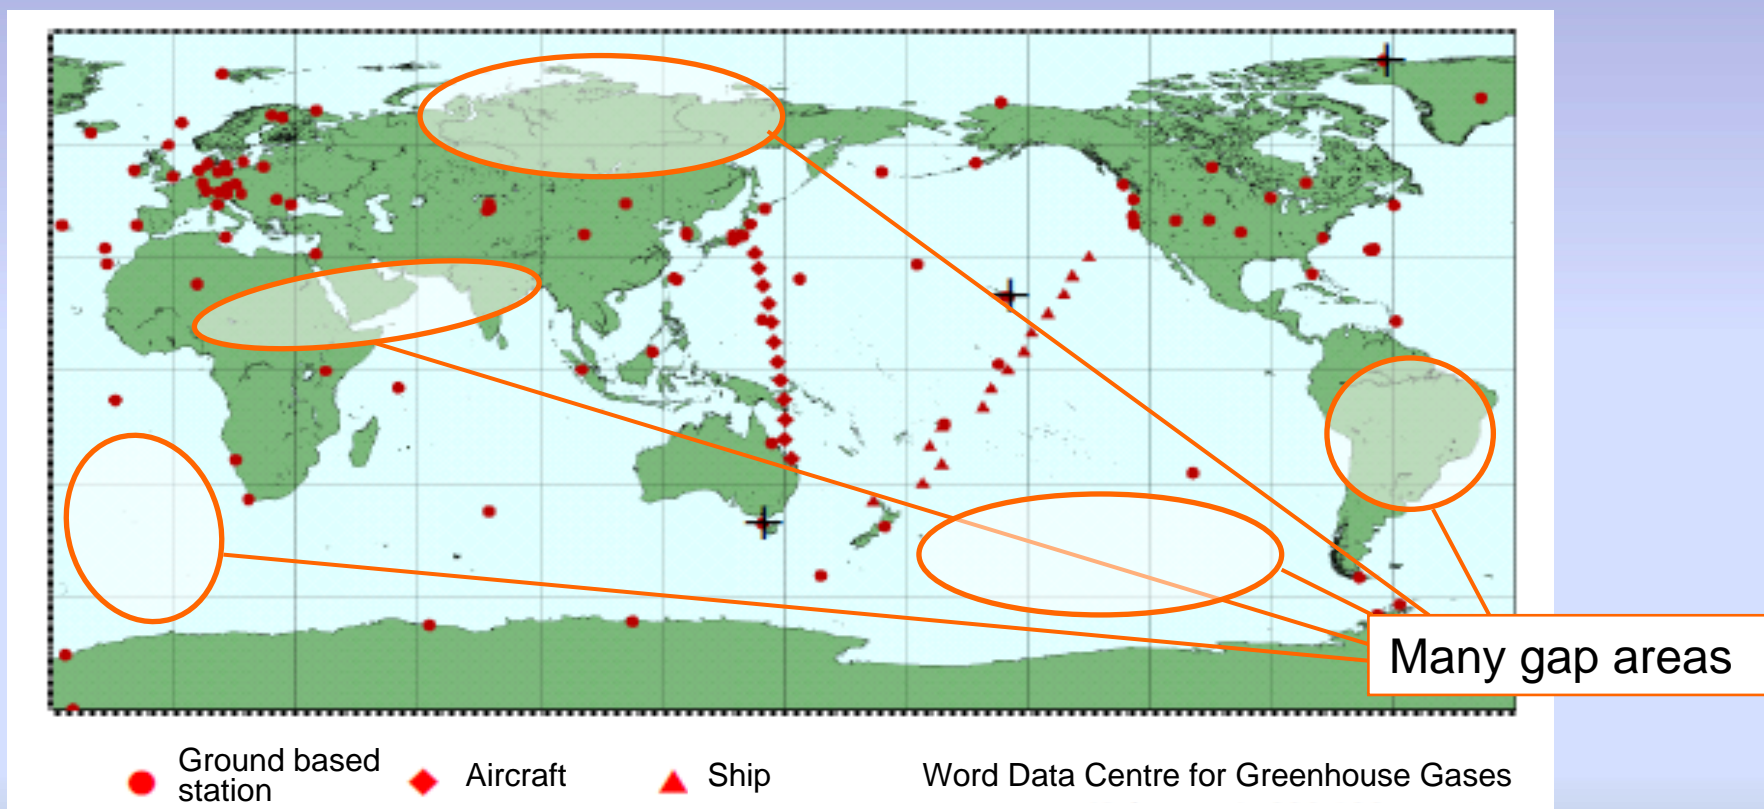 Many gap areas
Ground based
station
Aircraft
Ship
Word Data Centre for Greenhouse Gases